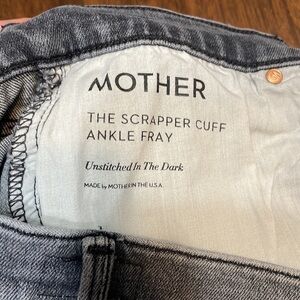 MOTHER
THE SCRAPPER CUFF
ANKLE FRAY
Unstitched In The Dark
MADE by MOTHER IN THE U.S.A.